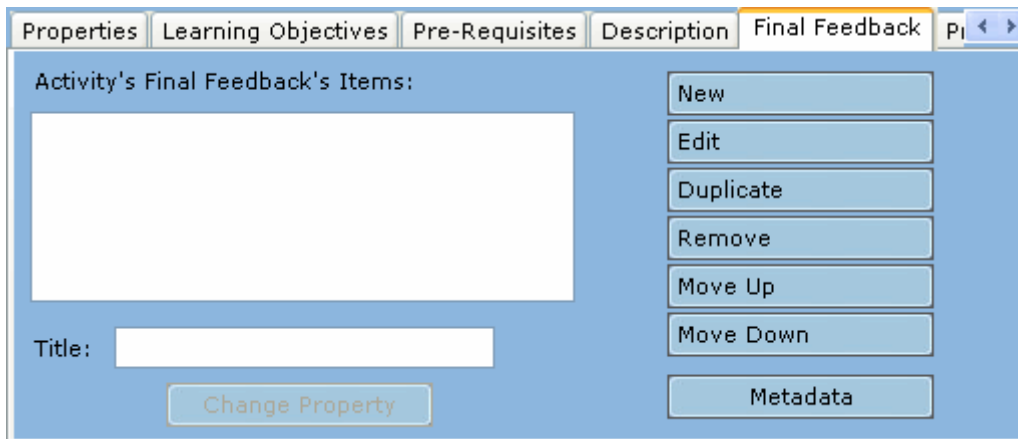 Properties Learning Objectives Pre-Requisites Description Final Feedback
Activity's Final Feedback's Items:
New
Edit
Duplicate
Remove
Move Up
Move Down
Title:
Change Property
Metadata